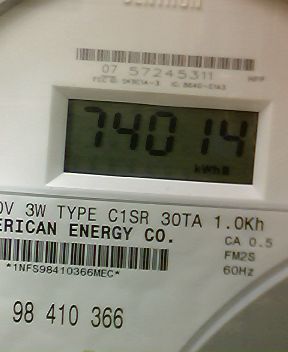 CENTRON
07 57245311
74014
kWh
0V 3W TYPE C1SR 30TA 1.0Kh
ERICAN ENERGY CO.
CA 0.5
FM2S
*1NFS98410366MEC*
60Hz
98 410 366